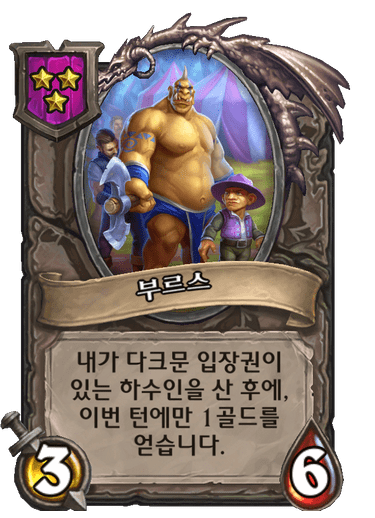 부르스
내가 다크문 입장권이
있는 하수인을 산 후에,
이번 턴에만 1골드를
얻습니다.
3
6